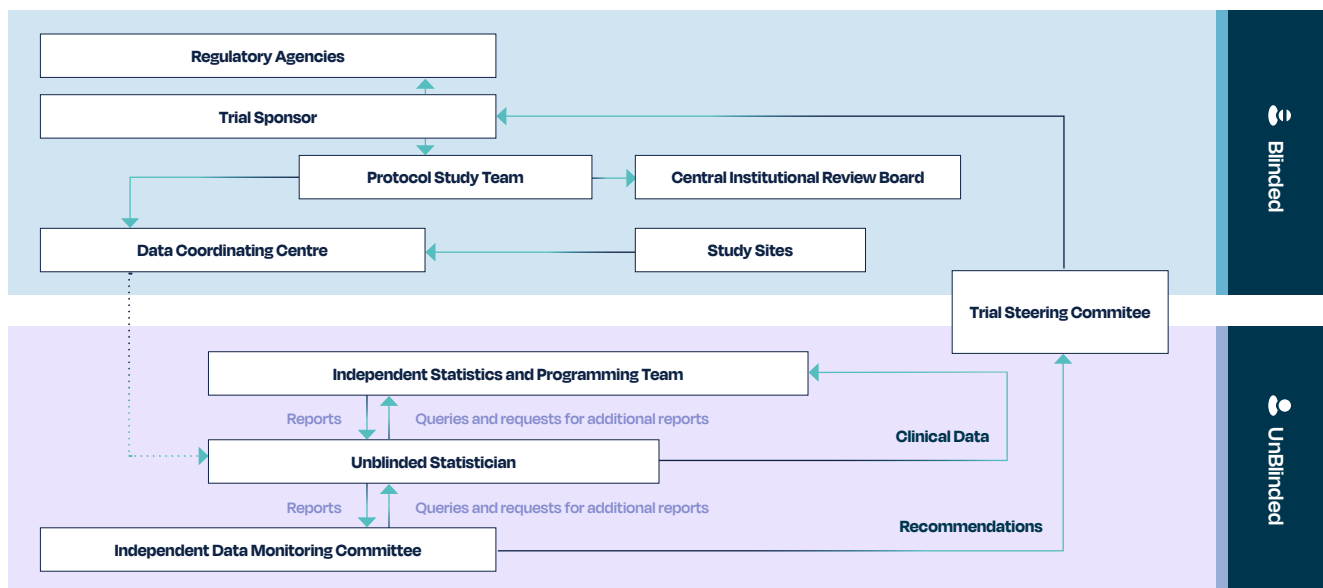 Regulatory Agencies
Trial Sponsor
Protocol Study Team
Central Institutional Review Board
Data Coordinating Centre
Study Sites
Blinded
Trial Steering Commitee
Independent Statistics and Programming Team
Reports
Queries and requests for additional reports
Clinical Data
Unblinded Statistician
Reports
Queries and requests for additional reports
Recommendations
Independent Data Monitoring Committee
UnBlinded